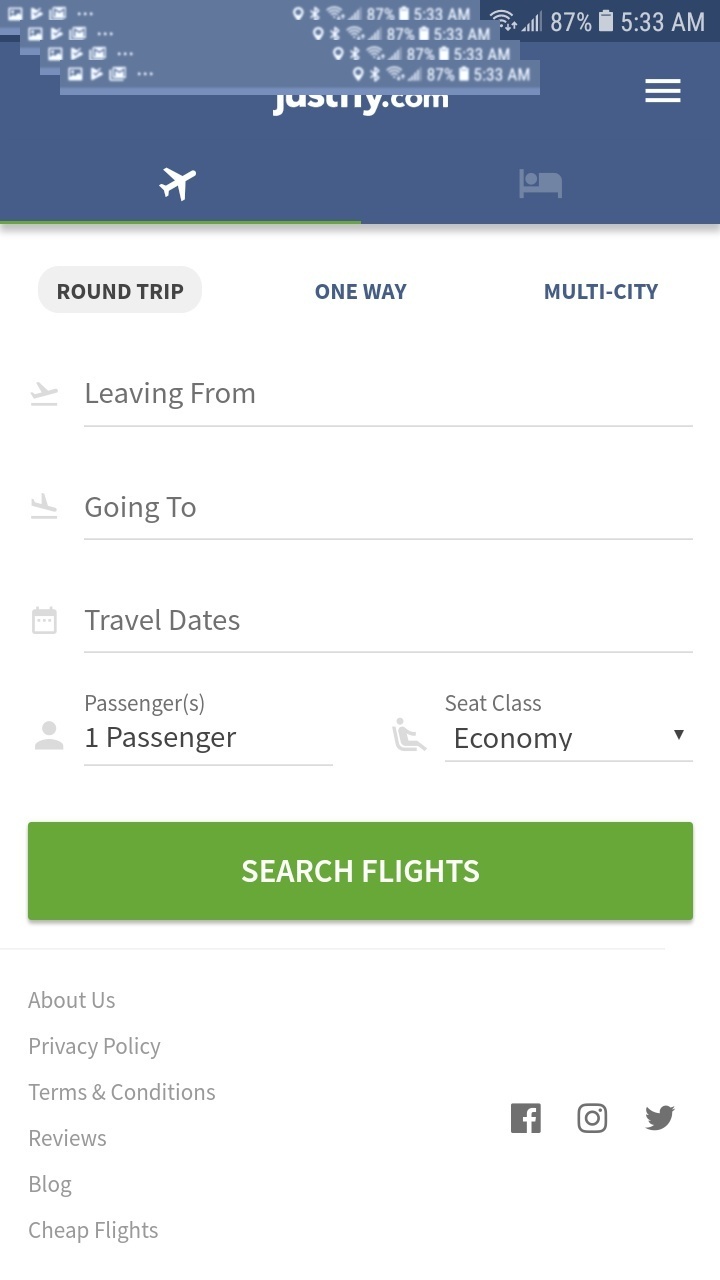 87% 5:33 AM
87% 5:33 AM
87% 5:33 AM
87% 5:33 AM
87% 5:33 AM
justfly.com
ROUND TRIP ONE WAY MULTI-CITY
Leaving From
Going To
Travel Dates
Passenger(s) Seat Class
1 Passenger Economy
SEARCH FLIGHTS
About Us
Privacy Policy
Terms & Conditions
Reviews
Blog
Cheap Flights